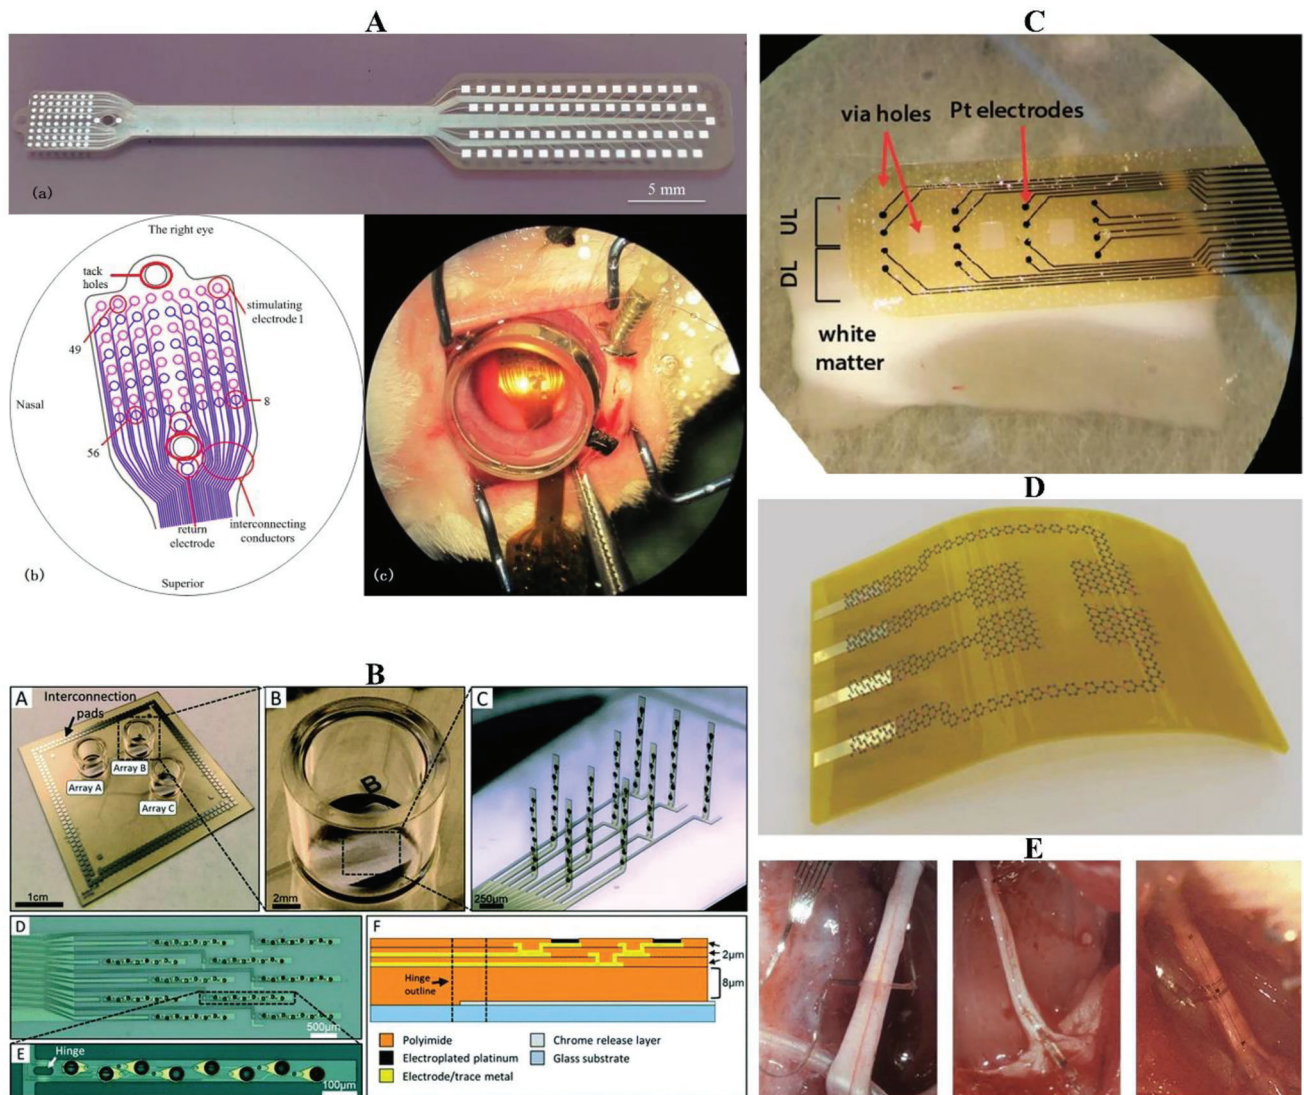 A
(a)
5 mm
The right eye
tack
holes
stimulating
electrode 1
49
Nasal
8
56
return
electrode
interconnecting
conductors
(b)
Superior
(c)
B
A
Interconnection
pads
Array B
Array A
Array C
1cm
B
B
2mm
C
250μm
D
500μm
E
Hinge
100μm
F
Hinge
outline
2μm
8μm
Polyimide
Chrome release layer
Electroplated platinum
Glass substrate
Electrode/trace metal
C
via holes
Pt electrodes
UL
DL
white
matter
D
E